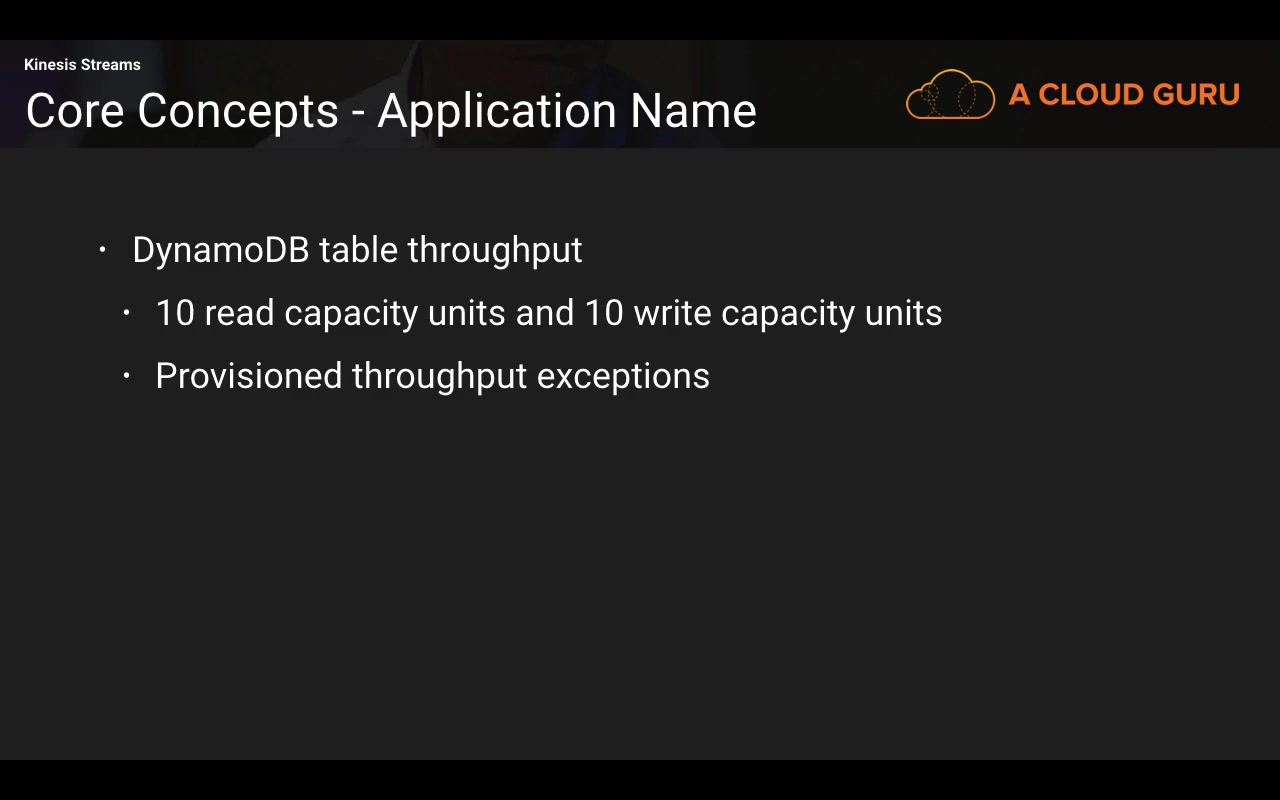 Kinesis Streams
Core Concepts - Application Name
A CLOUD GURU
· DynamoDB table throughput
· 10 read capacity units and 10 write capacity units
· Provisioned throughput exceptions